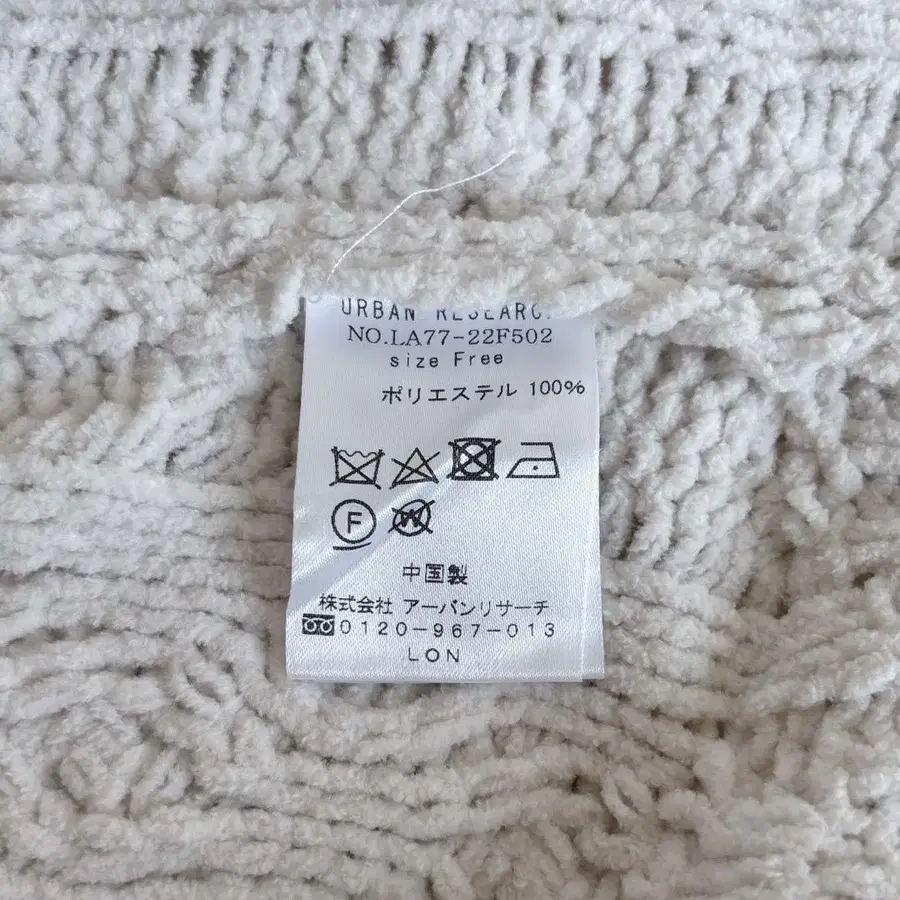 URBAN RESEARC
NO.LA77-22F502
size Free
ポリエステル 100%
F
W
中国製
株式会社 アーバンリサーチ
0120-967-013
LON